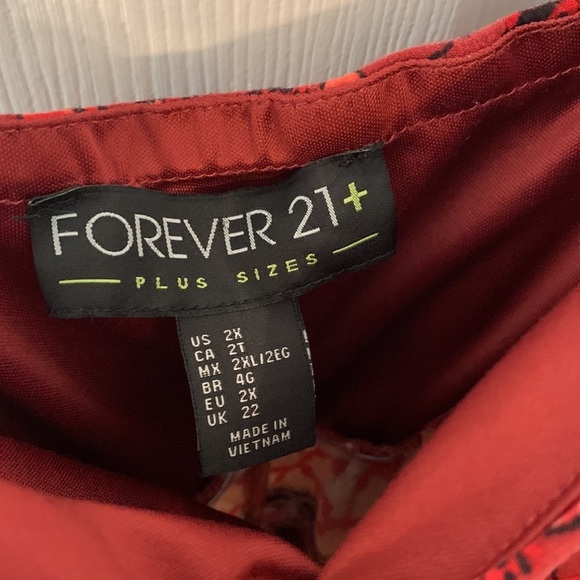 FOREVER 21+
PLUS SIZES
US 2X
CA 2T
MX 2XL/2EG
BR 4G
EU 2X
UK 22
MADE IN
VIETNAM